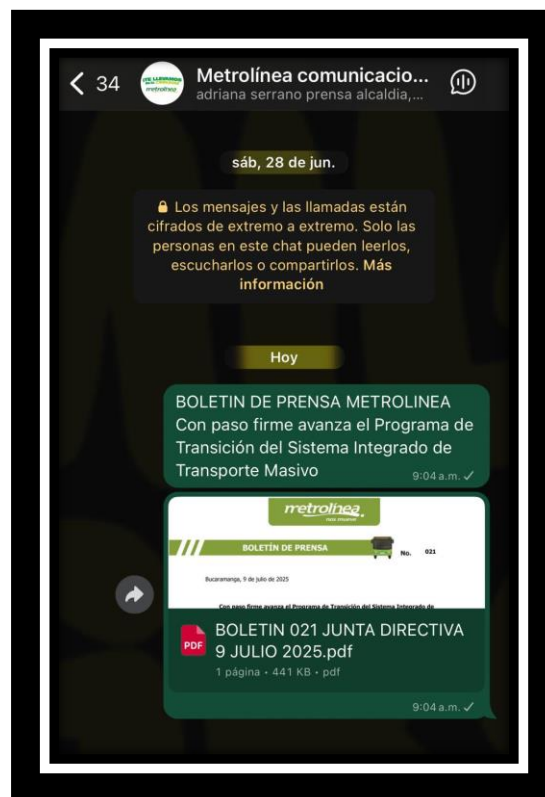 34
Metrolínea comunicacio...
adriana serrano prensa alcaldia,...
sáb, 28 de jun.
Los mensajes y las llamadas están
cifrados de extremo a extremo. Solo las
personas en este chat pueden leerlos,
escucharlos o compartirlos. Más
información
Hoy
BOLETIN DE PRENSA METROLINEA
Con paso firme avanza el Programa de
Transición del Sistema Integrado de
Transporte Masivo
9:04 a.m.
metrolínea
BOLETÍN DE PRENSA
No. 021
Bucaramanga, 9 de julio de 2025
Con paso firme avanza el Programa de Transición del Sistema Integrado de
PDF
BOLETIN 021 JUNTA DIRECTIVA
9 JULIO 2025.pdf
1 página • 441 KB • pdf
9:04 a.m.